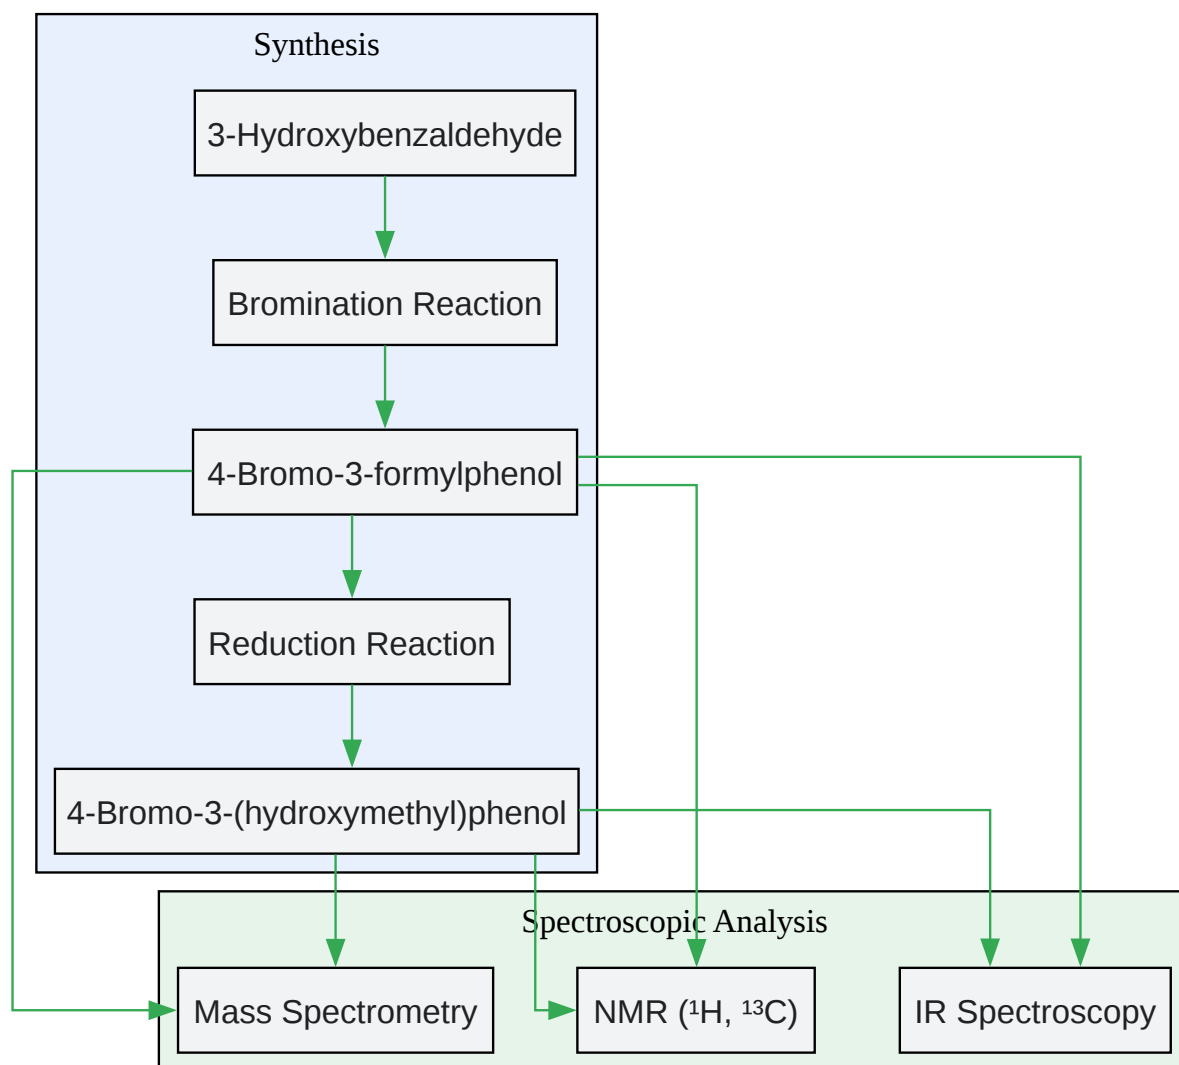 Synthesis
3-Hydroxybenzaldehyde
Bromination Reaction
4-Bromo-3-formylphenol
Reduction Reaction
4-Bromo-3-(hydroxymethyl)phenol
Spectroscopic Analysis
Mass Spectrometry
NMR (¹H, ¹³C)
IR Spectroscopy